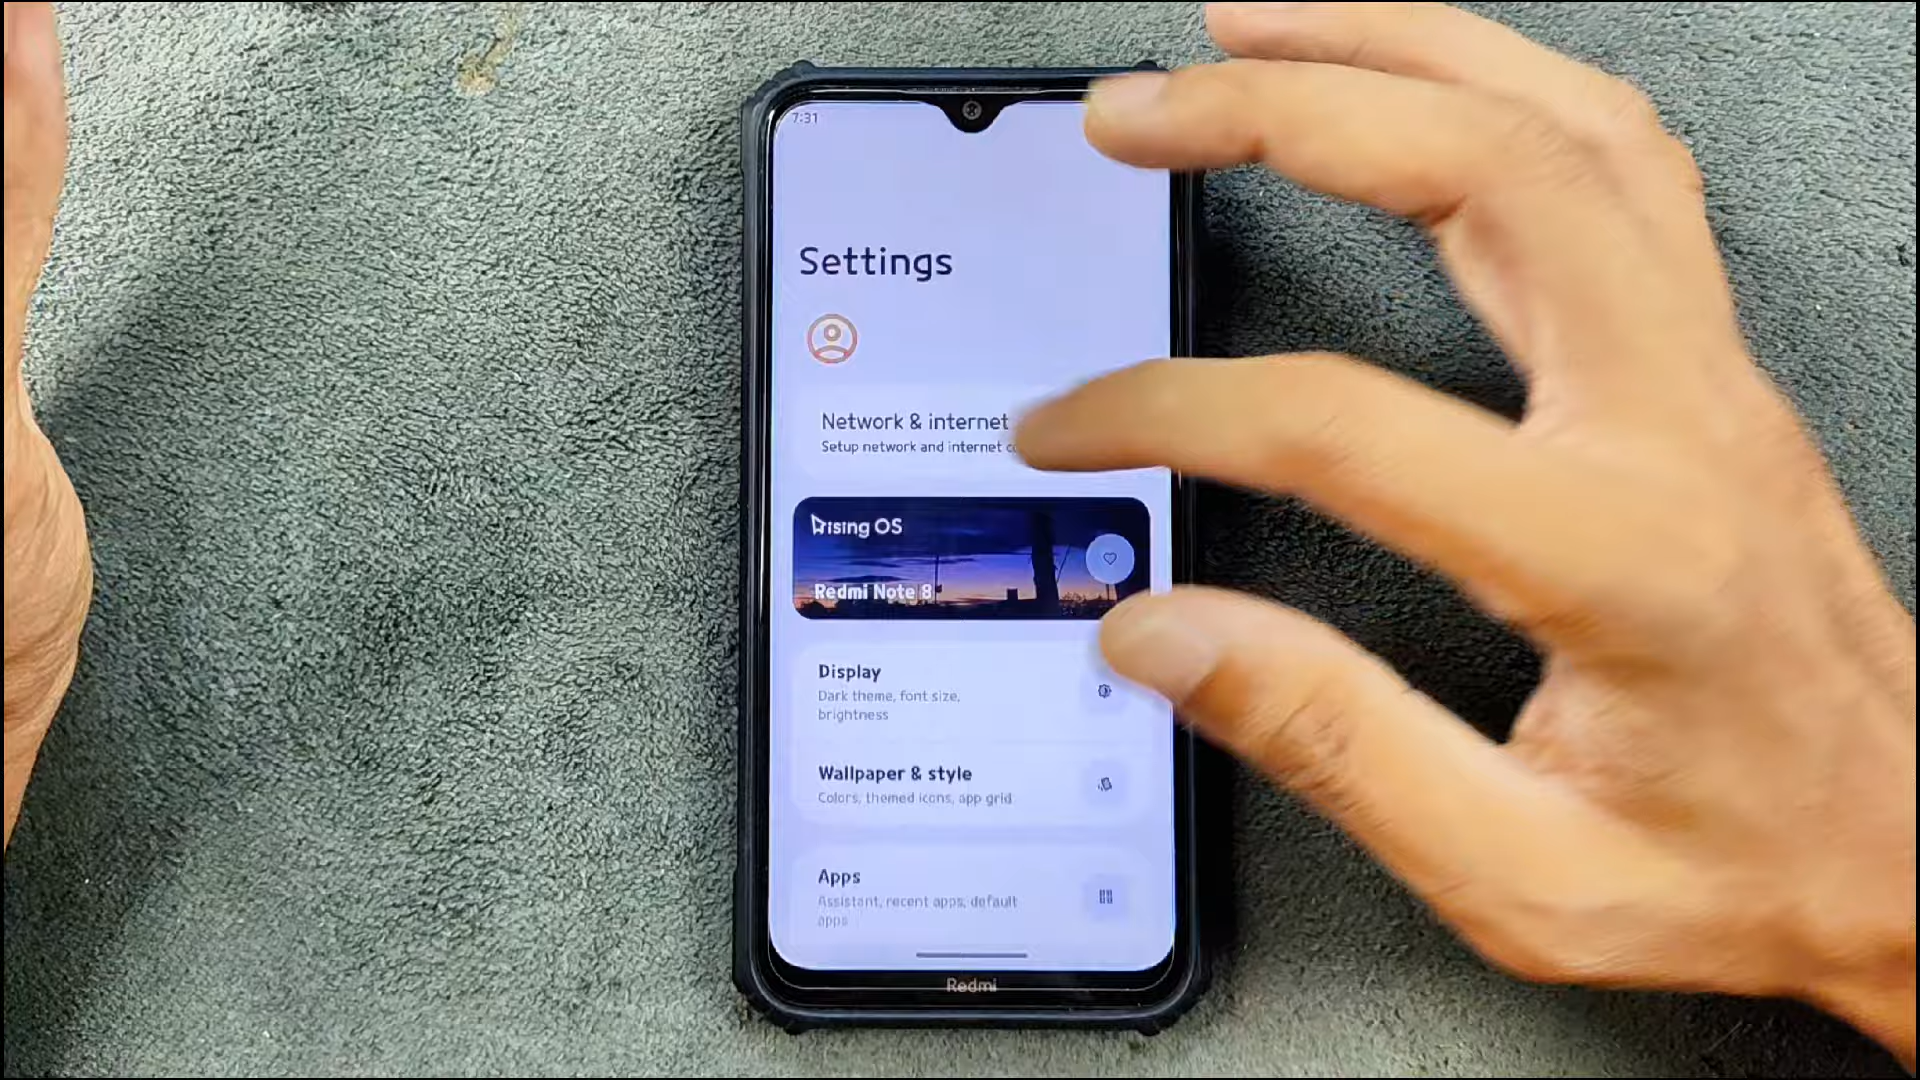 7:31
Settings
Network & internet
Setup network and internet
Rising OS
Redmi Note 8
Display
Dark theme, font size,
brightness
Wallpaper & style
Colors, themed icons, app grid
Apps
Assistant, recent apps, default
apps
Redmi